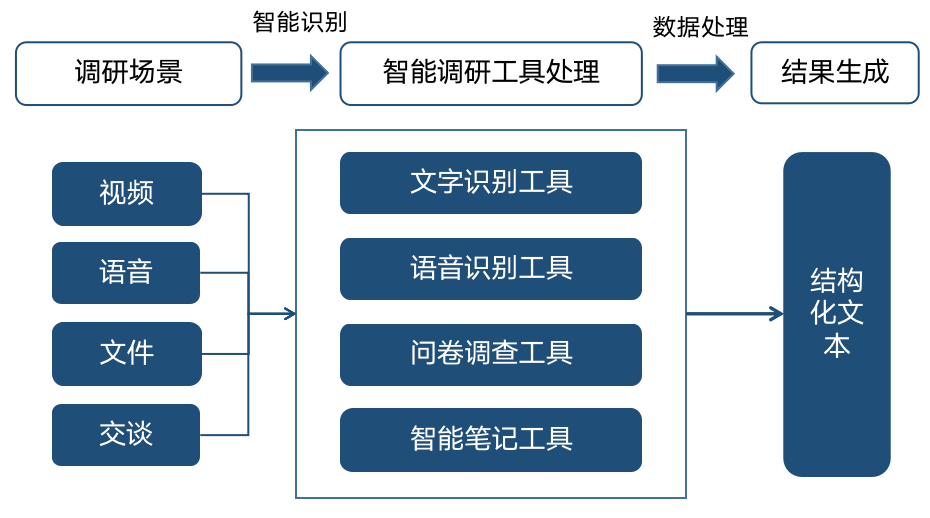 智能识别
数据处理
调研场景
智能调研工具处理
结果生成
视频
语音
文件
交谈
文字识别工具
语音识别工具
问卷调查工具
智能笔记工具
结构
化文
本